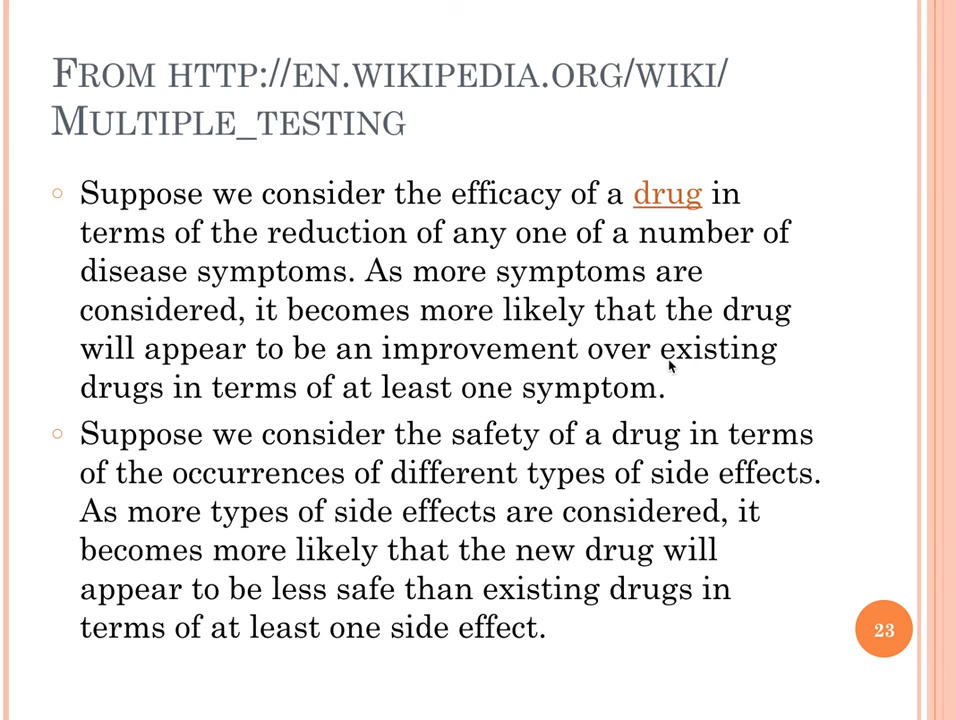 FROM HTTP://EN.WIKIPEDIA.ORG/WIKI/
MULTIPLE_TESTING
Suppose we consider the efficacy of a drug in
terms of the reduction of any one of a number of
disease symptoms. As more symptoms are
considered, it becomes more likely that the drug
will appear to be an improvement over existing
drugs in terms of at least one symptom.
Suppose we consider the safety of a drug in terms
of the occurrences of different types of side effects.
As more types of side effects are considered, it
becomes more likely that the new drug will
appear to be less safe than existing drugs in
terms of at least one side effect.
23